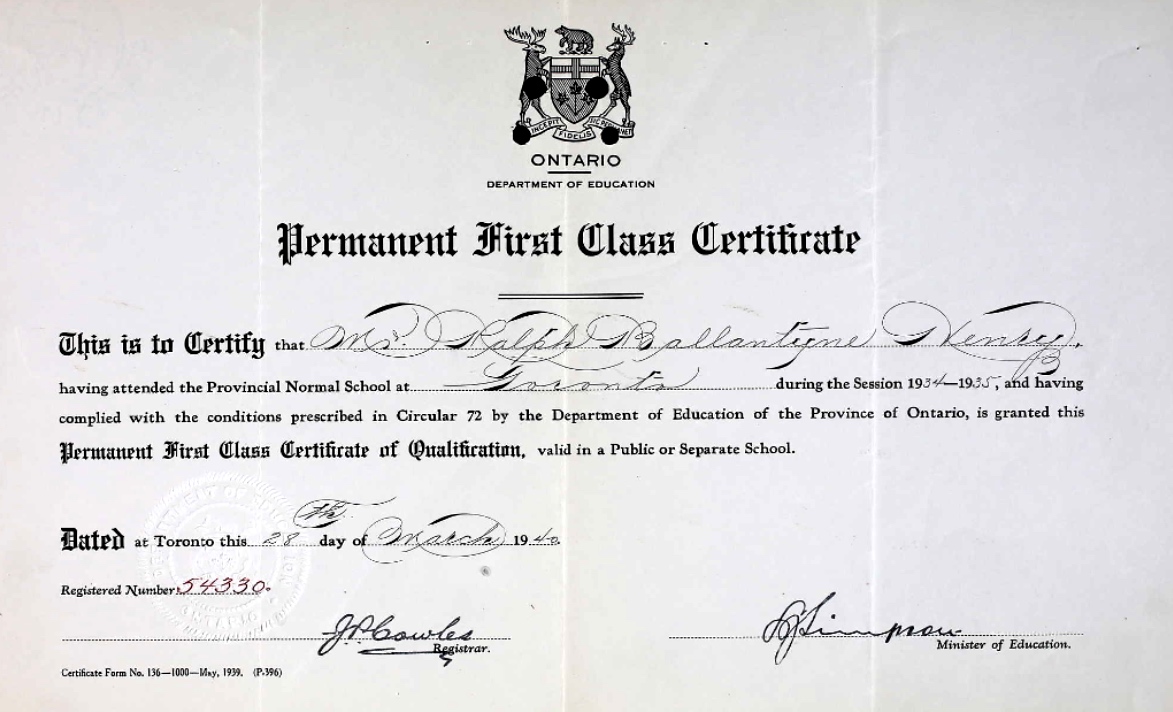 INCEPIT FIDELIS SIC PERMANET
ONTARIO
DEPARTMENT OF EDUCATION
Permanent First Class Certificate
This is to Certify that Mr. Ralph Ballantyne Henry,
having attended the Provincial Normal School at Toronto during the Session 1934-1935, and having
complied with the conditions prescribed in Circular 72 by the Department of Education of the Province of Ontario, is granted this
Permanent First Class Certificate of Qualification, valid in a Public or Separate School.
Dated at Toronto this 28th day of March 1940
Registered Number 54330.
Cowles
Simpson
Registrar.
Minister of Education.
Certificate Form No. 136—1000—May, 1939. (P-396)